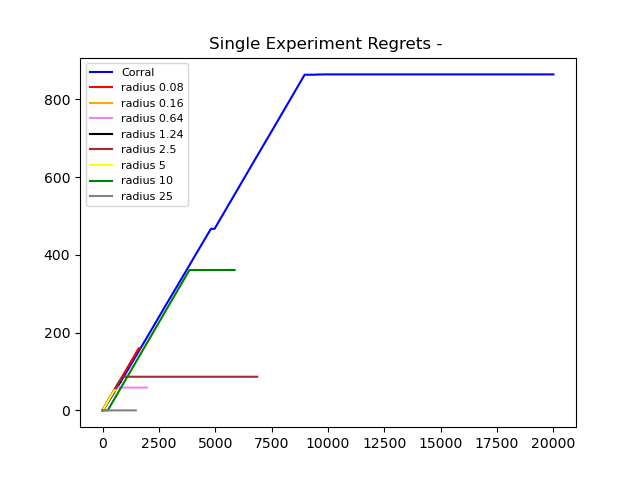 Single Experiment Regrets -
Corral
radius 0.08
radius 0.16
radius 0.64
radius 1.24
radius 2.5
radius 5
radius 10
radius 25
800
600
400
200
0
0 2500 5000 7500 10000 12500 15000 17500 20000